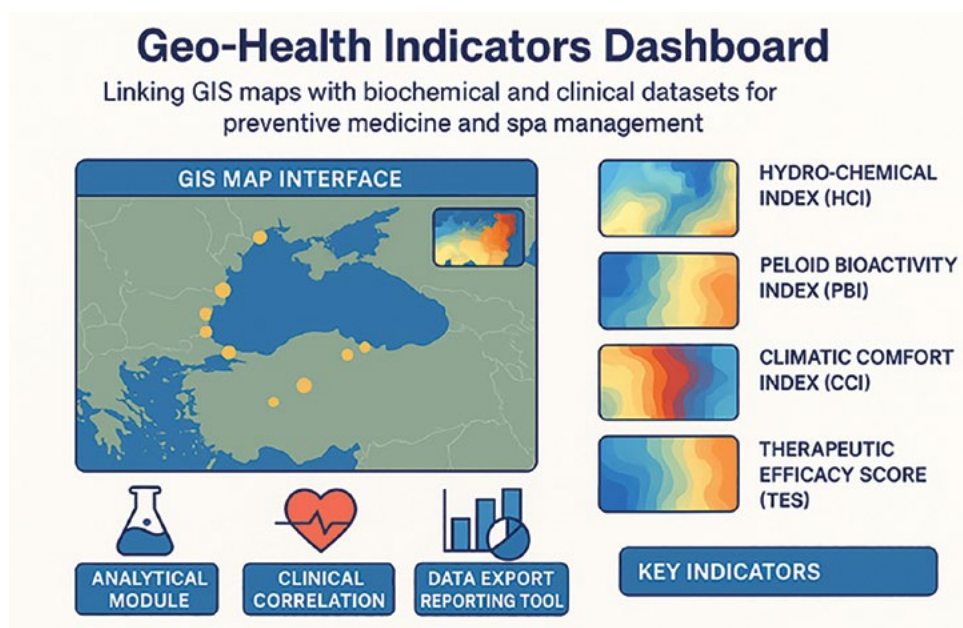 Geo-Health Indicators Dashboard
Linking GIS maps with biochemical and clinical datasets for
preventive medicine and spa management
GIS MAP INTERFACE
HYDRO-CHEMICAL
INDEX (HCI)
PELOID BIOACTIVITY
INDEX (PBI)
CLIMATIC COMFORT
INDEX (CCI)
THERAPEUTIC
EFFICACY SCORE
(TES)
ANALYTICAL
MODULE
CLINICAL
CORRELATION
DATA EXPORT
REPORTING TOOL
KEY INDICATORS